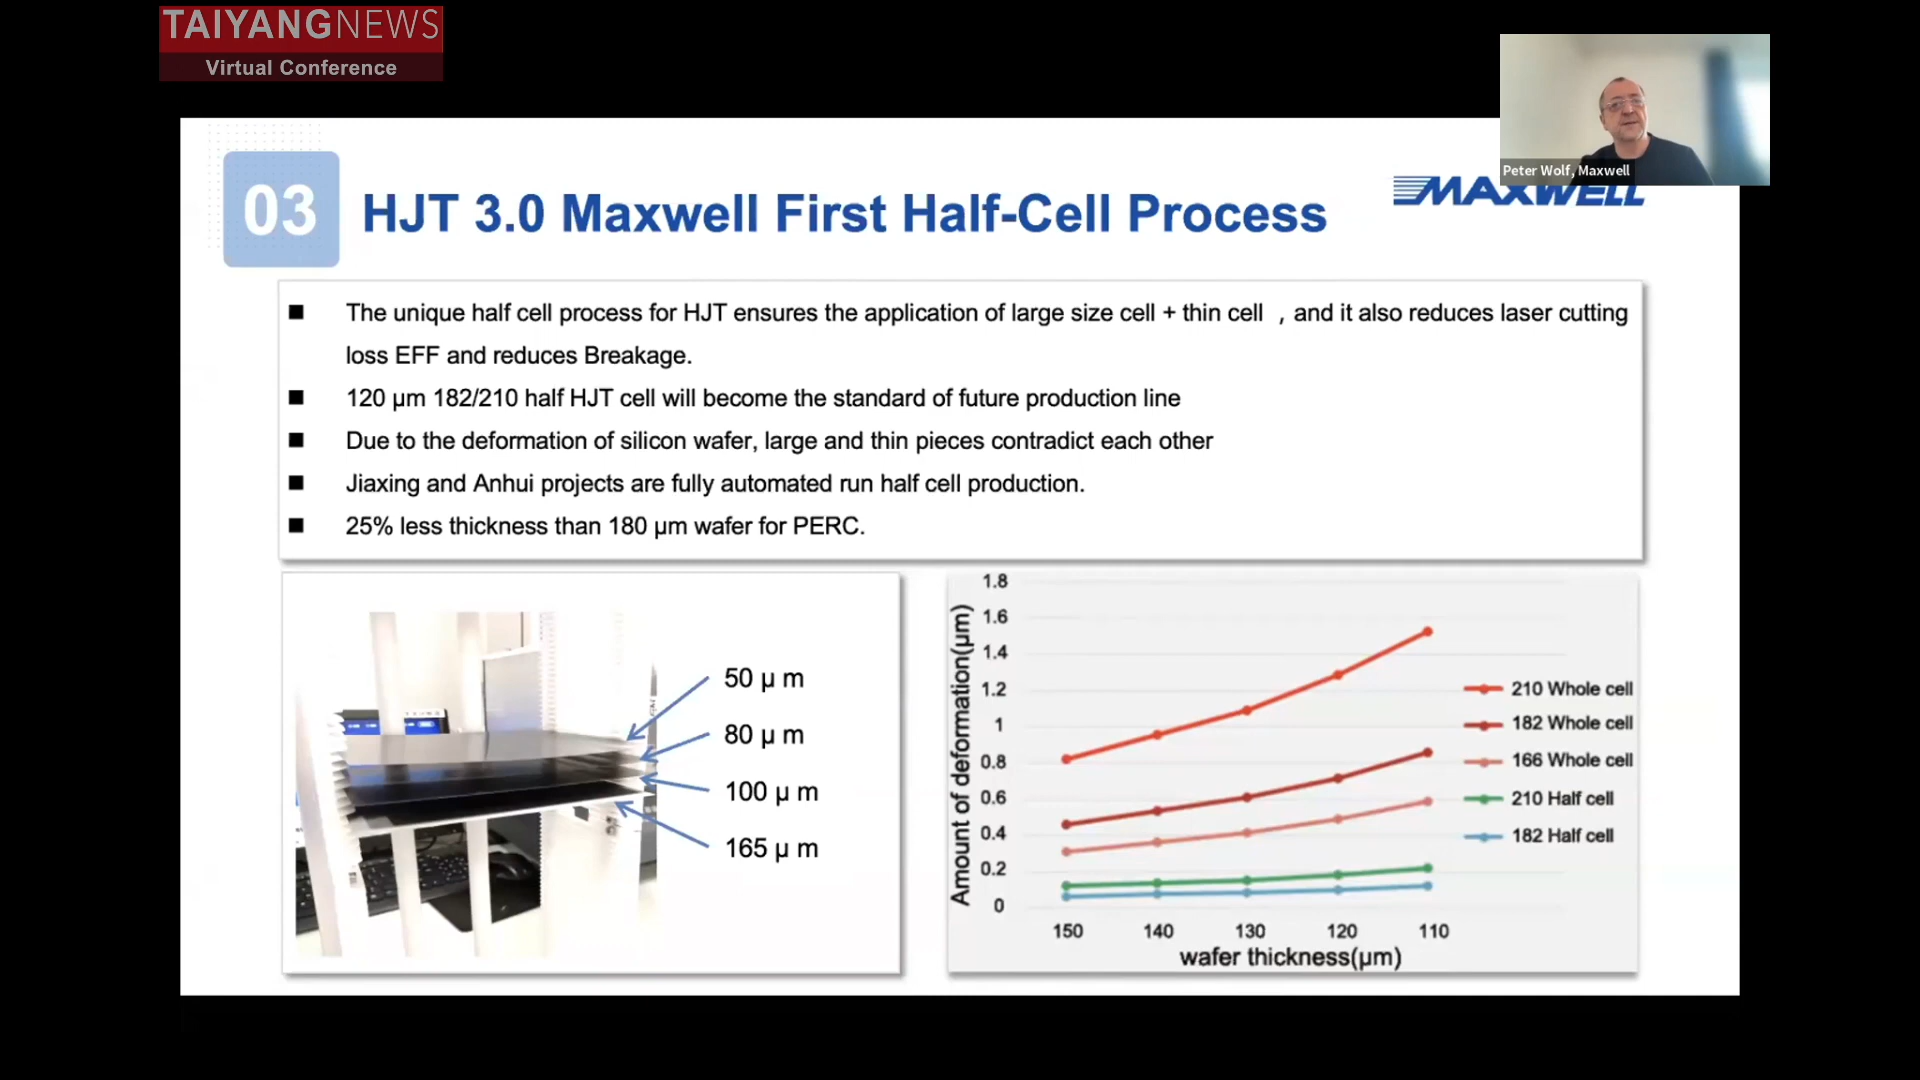 TAIYANGNEWS
Virtual Conference
Peter Wolf, Maxwell
MAXWELL
03
HJT 3.0 Maxwell First Half-Cell Process
The unique half cell process for HJT ensures the application of large size cell + thin cell , and it also reduces laser cutting
loss EFF and reduces Breakage.
120 µm 182/210 half HJT cell will become the standard of future production line
Due to the deformation of silicon wafer, large and thin pieces contradict each other
Jiaxing and Anhui projects are fully automated run half cell production.
25% less thickness than 180 µm wafer for PERC.
50 µ m
80 µ m
100 µ m
165 µ m
Amount of deformation(µm)
1.8
1.6
1.4
1.2
1
0.8
0.6
0.4
0.2
0
150 140 130 120 110
wafer thickness(µm)
210 Whole cell
182 Whole cell
166 Whole cell
210 Half cell
182 Half cell